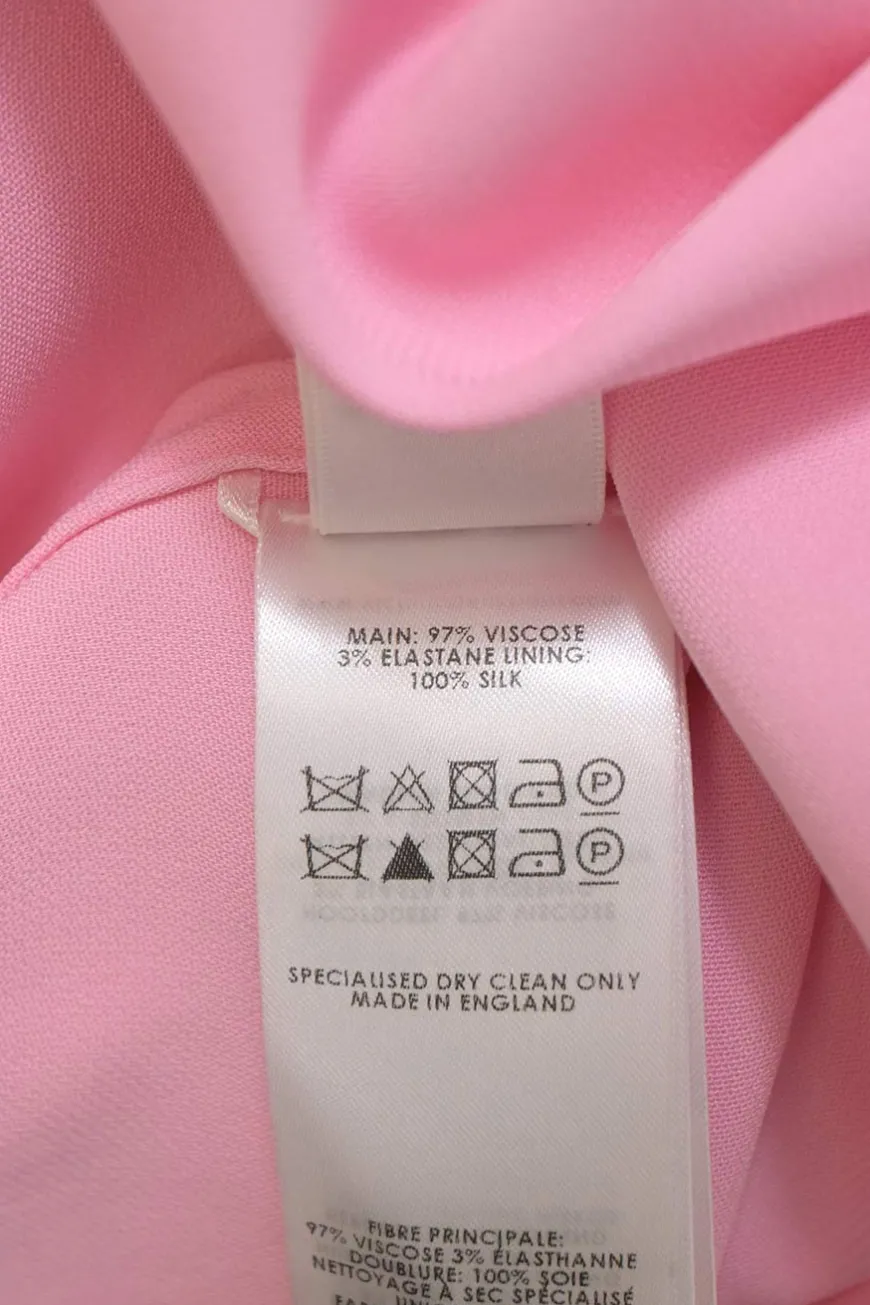 MAIN: 97% VISCOSE
3% ELASTANE LINING:
100% SILK
P
P
SPECIALISED DRY CLEAN ONLY
MADE IN ENGLAND
FIBRE PRINCIPALE:
97% VISCOSE 3% ÉLASTHANNE
DOUBLURE: 100% SOIE
NETTOYAGE À SEC SPÉCIALISÉ